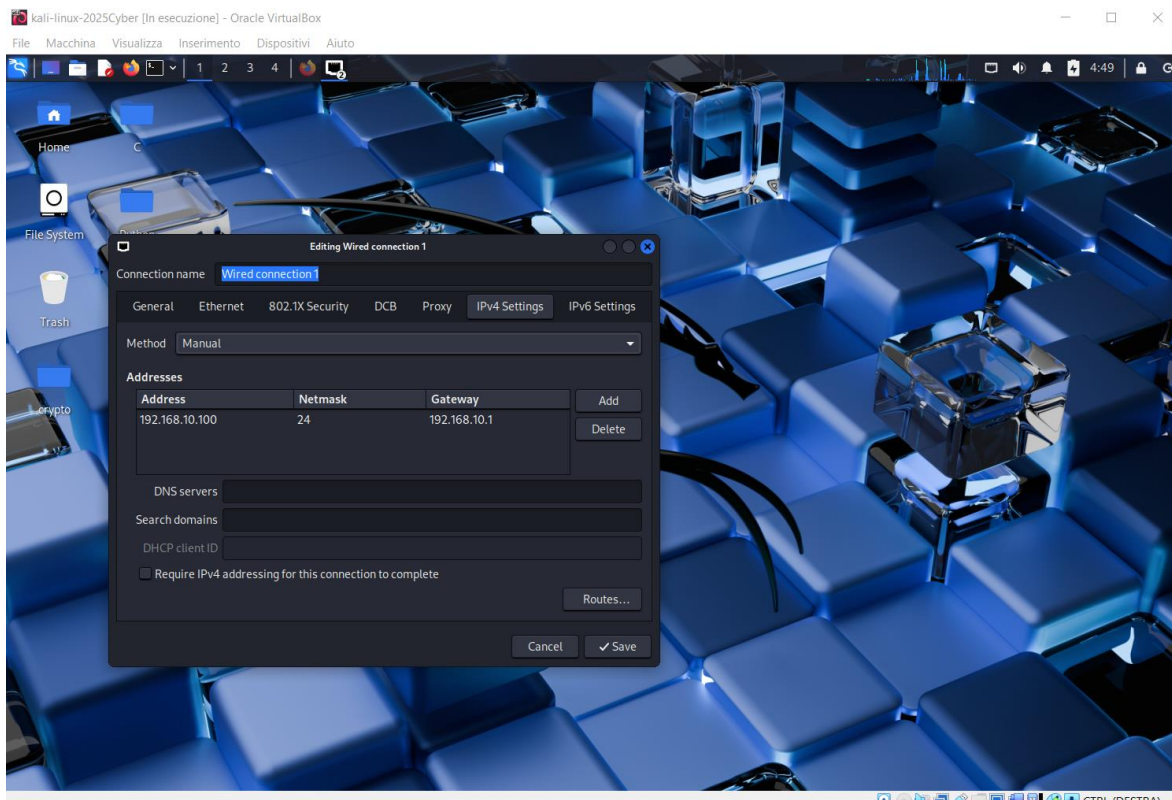 kali-linux-2025Cyber [In esecuzione] - Oracle VirtualBox
File Macchina Visualizza Inserimento Dispositivi Aiuto
1 2 3 4 2 4:49
Home C
File System
Trash
crypto
Editing Wired connection 1
Connection name Wired connection 1
General Ethernet 802.1X Security DCB Proxy IPv4 Settings IPv6 Settings
Method Manual
Addresses
Address Netmask Gateway Add
192.168.10.100 24 192.168.10.1
Delete
DNS servers
Search domains
DHCP client ID
Require IPv4 addressing for this connection to complete
Routes...
Cancel Save
CTRL (DESTRA)